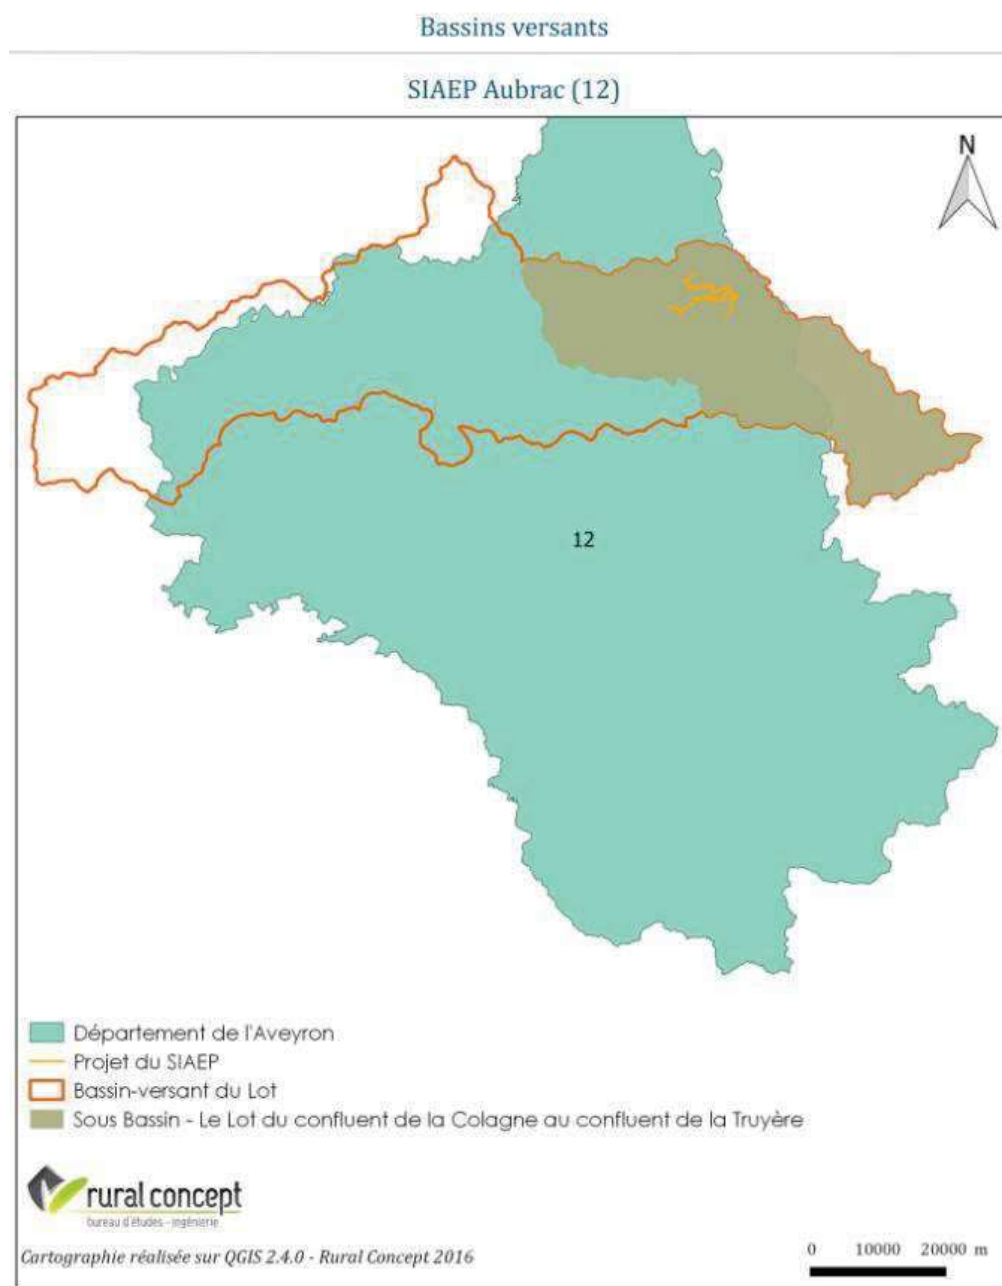 Bassins versants
SIAEP Aubrac (12)
N
12
Département de l'Aveyron
Projet du SIAEP
Bassin-versant du Lot
Sous Bassin - Le Lot du confluent de la Colagne au confluent de la Truyère
rural concept
bureau d'études - ingénierie
Cartographie réalisée sur QGIS 2.4.0 - Rural Concept 2016
0 10000 20000 m